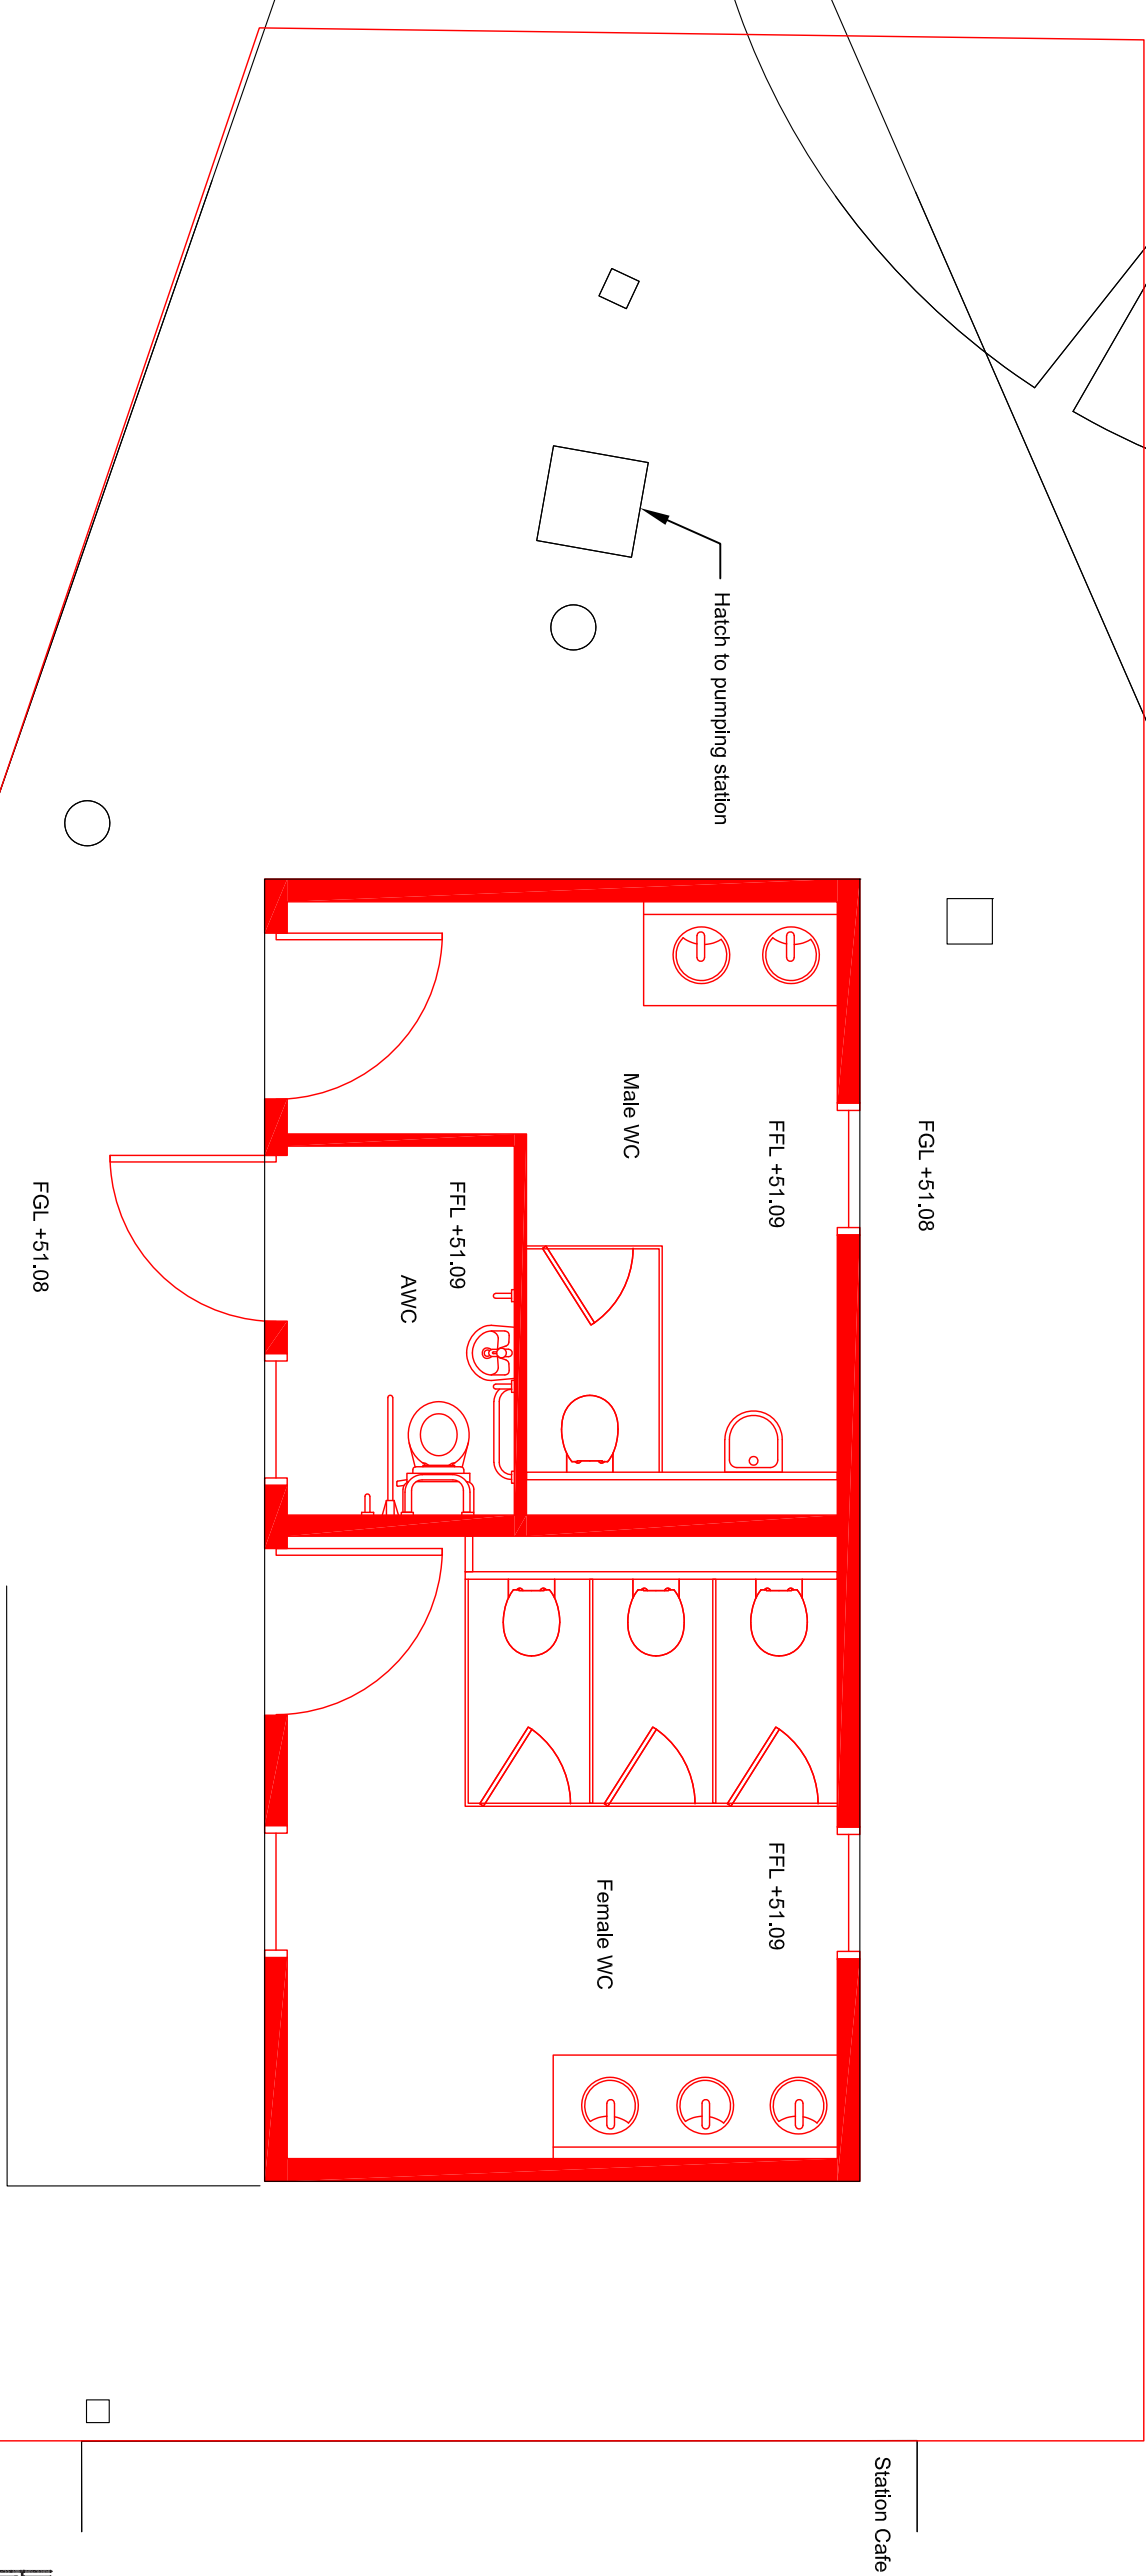 Station Cafe
FGL +51.08
FFL +51.09
FFL +51.09
Hatch to pumping station
Male WC
Female WC
FFL +51.09
AWC
FGL +51.08